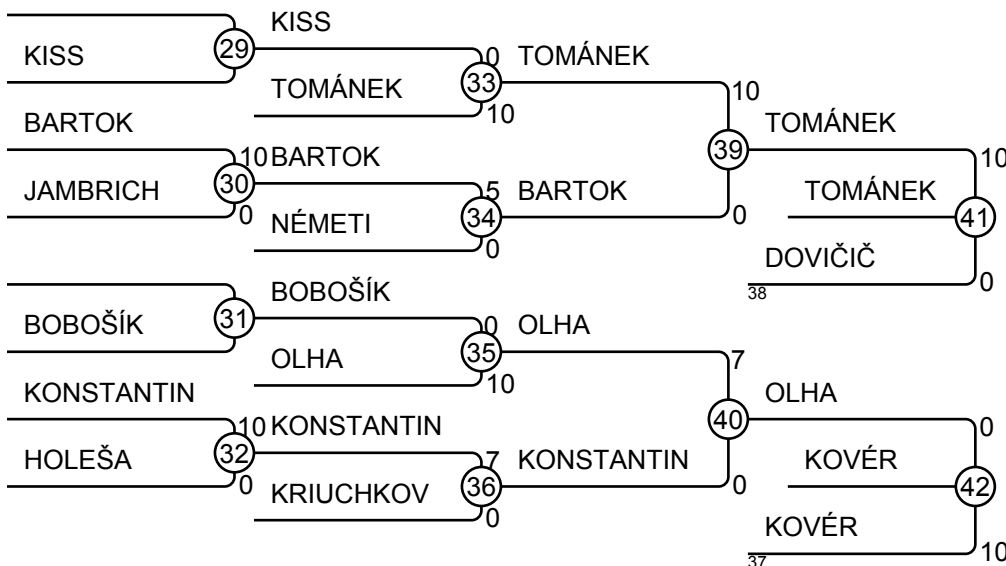 KISS
KISS 29 0 TOMÁNEK
TOMÁNEK 33 10
BARTOK 10 TOMÁNEK
10 BARTOK 39 10
JAMBRICH 30 5 BARTOK TOMÁNEK
0 NÉMETI 34 0 41
0 DOVIČIČ
BOBOŠÍK 38 0
BOBOŠÍK 31 0 OLHA
OLHA 35 7
KONSTANTIN 10 OLHA
10 KONSTANTIN 40 0
HOLEŠA 32 7 KONSTANTIN KOVÉR
0 KRIUCHKOV 36 0 42
0 KOVÉR
37 10